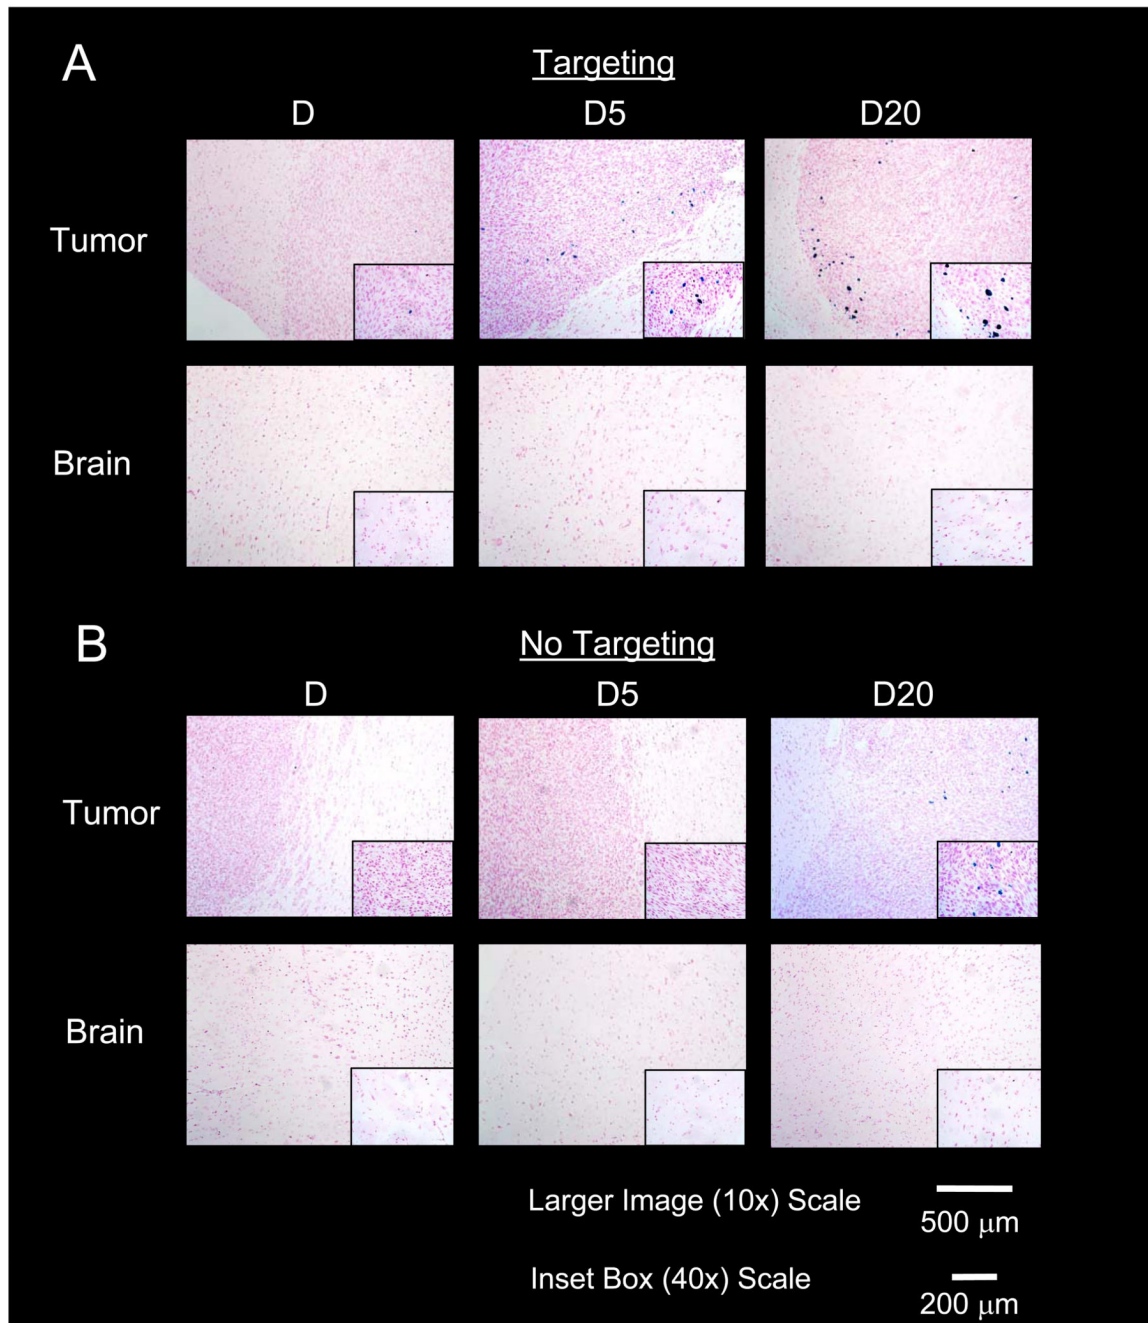 A
Targeting
D D5 D20
Tumor
Brain
B
No Targeting
D D5 D20
Tumor
Brain
Larger Image (10x) Scale
500 μm
Inset Box (40x) Scale
200 μm